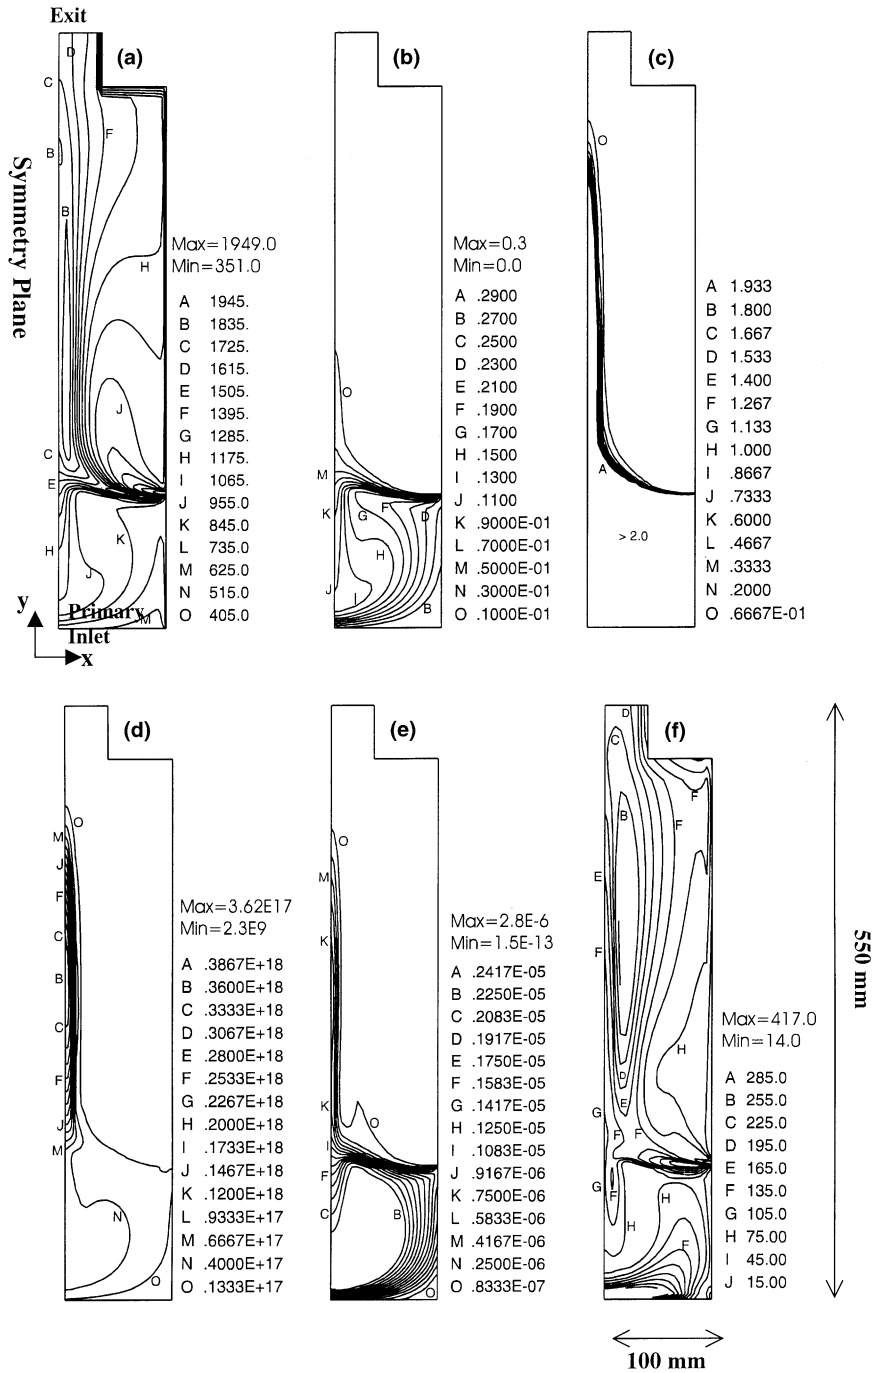 Exit
(a)
(b)
(c)
D
C
F
B
B
H
J
C
E
K
H
J
M
Symmetry Plane
y
x
Primary
Inlet
Max=1949.0
Min=351.0
A 1945.
B 1835.
C 1725.
D 1615.
E 1505.
F 1395.
G 1285.
H 1175.
I 1065.
J 955.0
K 845.0
L 735.0
M 625.0
N 515.0
O 405.0
O
M
K
G
F
D
H
J
I
B
Max=0.3
Min=0.0
A .2900
B .2700
C .2500
D .2300
E .2100
F .1900
G .1700
H .1500
I .1300
J .1100
K .9000E-01
L .7000E-01
M .5000E-01
N .3000E-01
O .1000E-01
O
A
> 2.0
A 1.933
B 1.800
C 1.667
D 1.533
E 1.400
F 1.267
G 1.133
H 1.000
I .8667
J .7333
K .6000
L .4667
M .3333
N .2000
O .6667E-01
(d)
(e)
(f)
O
M
J
F
C
B
C
F
J
M
N
O
Max=3.62E17
Min=2.3E9
A .3867E+18
B .3600E+18
C .3333E+18
D .3067E+18
E .2800E+18
F .2533E+18
G .2267E+18
H .2000E+18
I .1733E+18
J .1467E+18
K .1200E+18
L .9333E+17
M .6667E+17
N .4000E+17
O .1333E+17
O
M
K
K
O
I
F
C
B
O
Max=2.8E-6
Min=1.5E-13
A .2417E-05
B .2250E-05
C .2083E-05
D .1917E-05
E .1750E-05
F .1583E-05
G .1417E-05
H .1250E-05
I .1083E-05
J .9167E-06
K .7500E-06
L .5833E-06
M .4167E-06
N .2500E-06
O .8333E-07
D
C
F
B
F
E
F
H
D
E
G
F
F
G
F
H
H
F
Max=417.0
Min=14.0
A 285.0
B 255.0
C 225.0
D 195.0
E 165.0
F 135.0
G 105.0
H 75.00
I 45.00
J 15.00
550 mm
100 mm